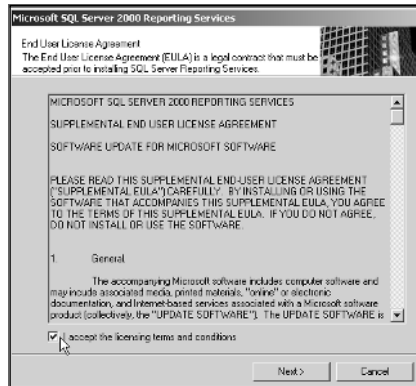 Microsoft SQL Server 2000 Reporting Services
End User License Agreement
The End User License Agreement (EULA) is a legal contract that must be
accepted prior to installing SQL Server Reporting Services.
MICROSOFT SQL SERVER 2000 REPORTING SERVICES
SUPPLEMENTAL END USER LICENSE AGREEMENT
SOFTWARE UPDATE FOR MICROSOFT SOFTWARE
PLEASE READ THIS SUPPLEMENTAL END-USER LICENSE AGREEMENT
("SUPPLEMENTAL EULA") CAREFULLY. BY INSTALLING OR USING THE
SOFTWARE THAT ACCOMPANIES THIS SUPPLEMENTAL EULA, YOU AGREE
TO THE TERMS OF THIS SUPPLEMENTAL EULA. IF YOU DO NOT AGREE,
DO NOT INSTALL OR USE THE SOFTWARE.
1. General
The accompanying Microsoft software includes computer software and
may include associated media, printed materials, "online" or electronic
documentation, and Internet-based services associated with a Microsoft software
product (collectively, the "UPDATE SOFTWARE"). The UPDATE SOFTWARE is
I accept the licensing terms and conditions
Next >
Cancel